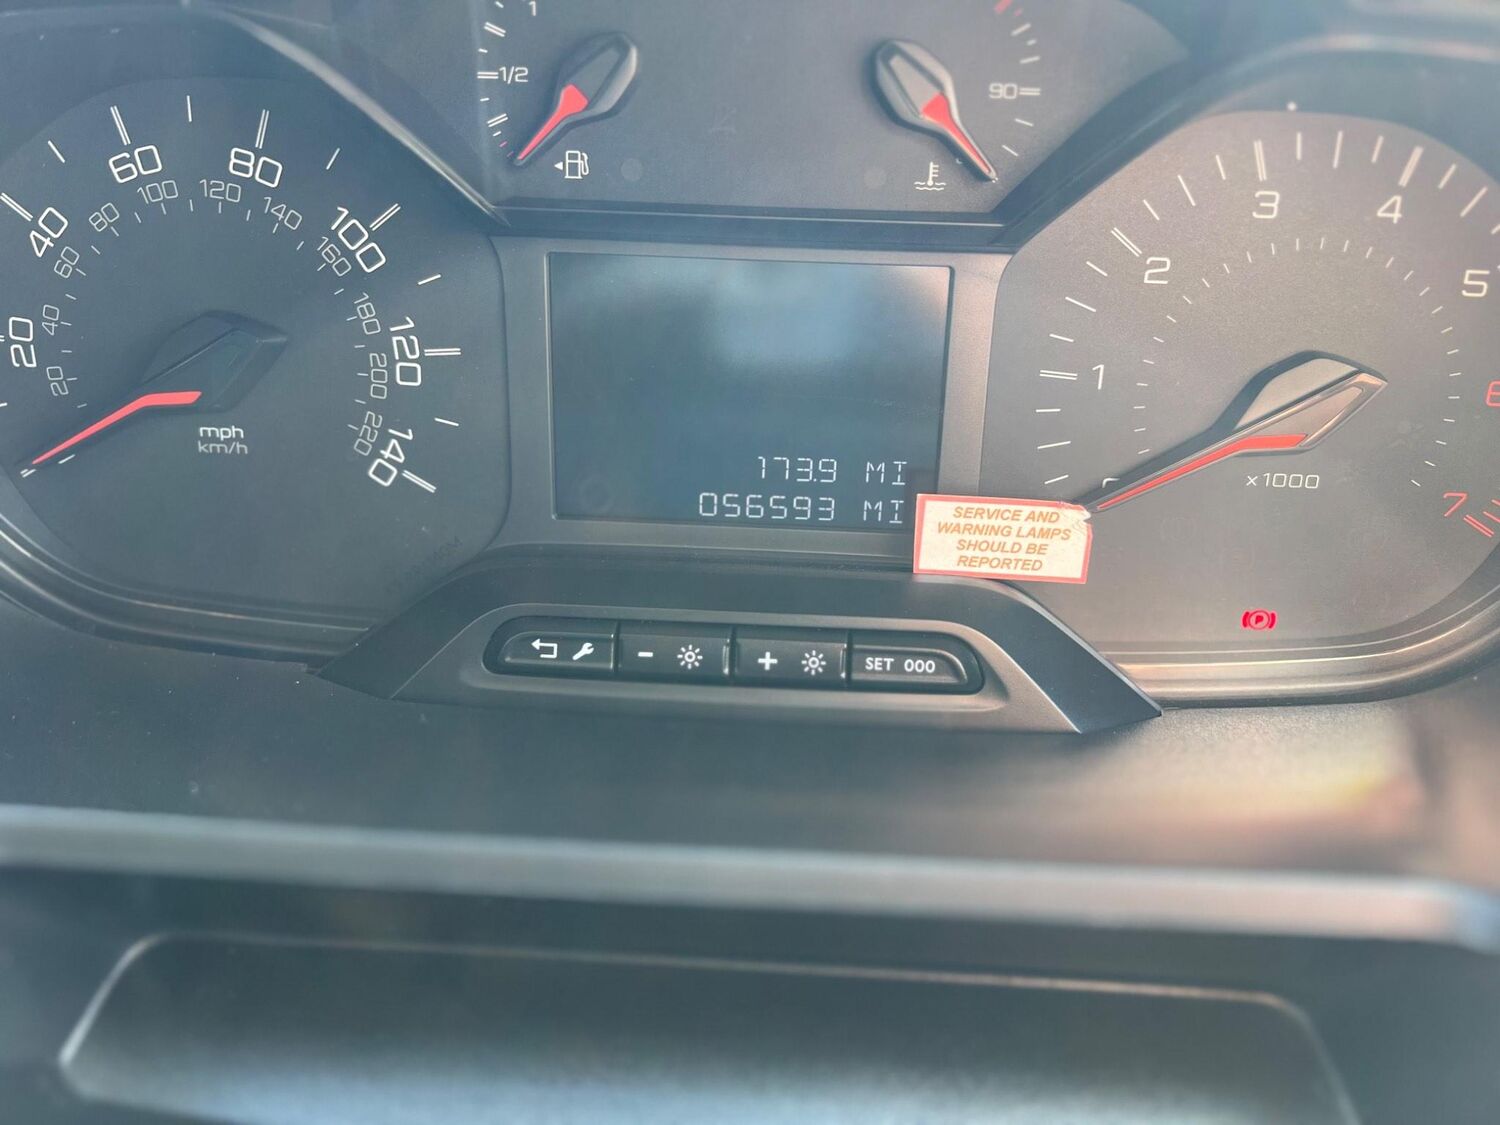 1
1/2
90
20
40
60
80
100
120
140
20
40
60
80
100
120
140
160
180
200
220
mph
km/h
173.9 MI
056593 MI
SERVICE AND
WARNING LAMPS
SHOULD BE
REPORTED
1
2
3
4
5
6
7
x1000
P
- +
SET 000